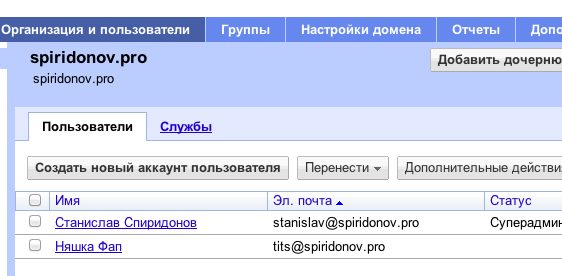 Организация и пользователи Группы Настройки домена Отчеты
spiridonov.pro
spiridonov.pro
Добавить дочерню
Пользователи Службы
Создать новый аккаунт пользователя Перенести Дополнительные действи
Имя Эл. почта Статус
Станислав Спиридонов stanislav@spiridonov.pro Суперадмин
Няшка Фап tits@spiridonov.pro